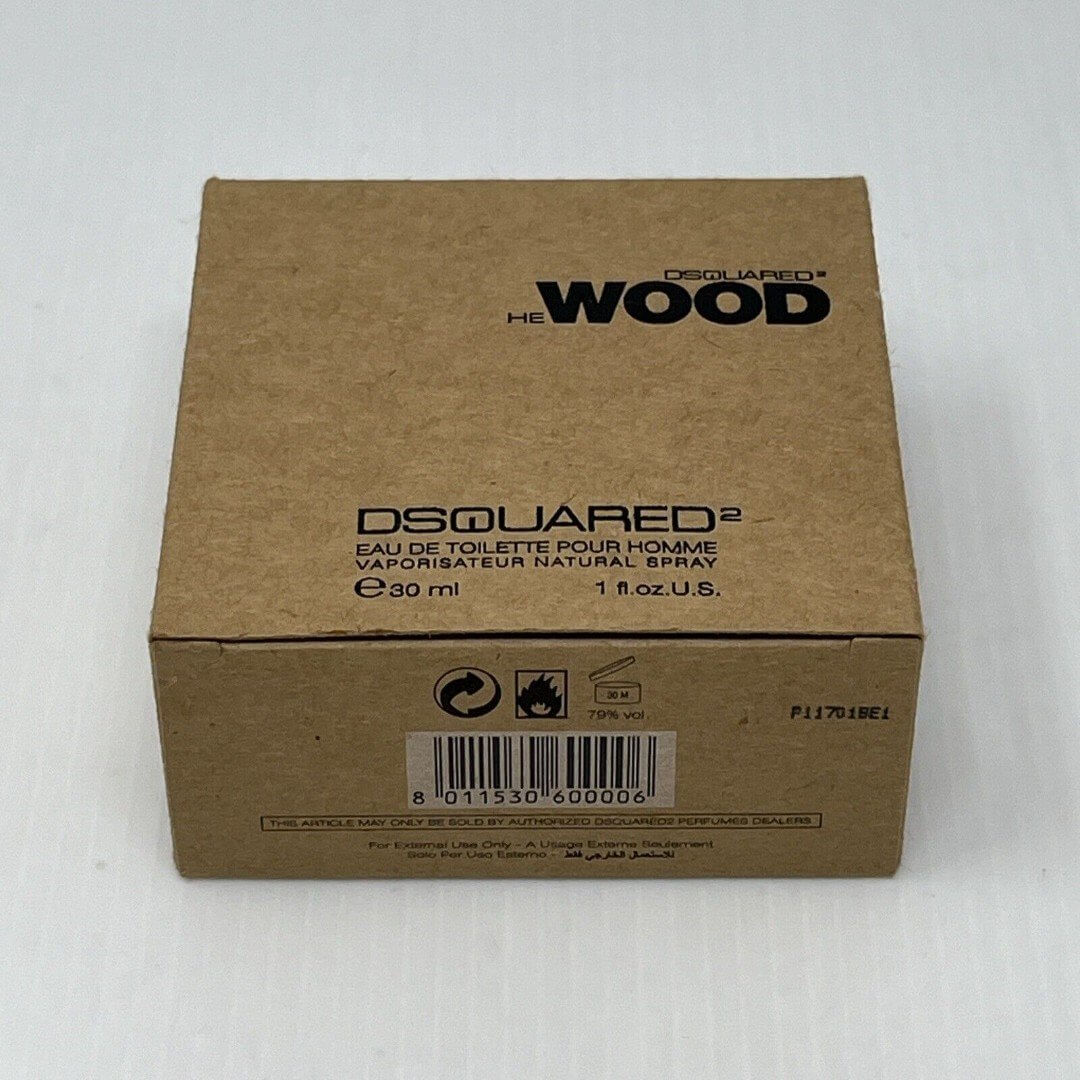 DSQUARED²
HE WOOD
DSQUARED²
EAU DE TOILETTE POUR HOMME
VAPORISATEUR NATURAL SPRAY
℮30 ml 1 fl.oz.U.S.
30 M
79% vol.
P117018E1
8 011530 600006
THIS ARTICLE MAY ONLY BE SOLD BY AUTHORIZED DSQUARED2 PERFUMES DEALERS
For External Use Only - A Usage Externe Seulement
Solo Per Uso Esterno - للاستعمال الخارجي فقط